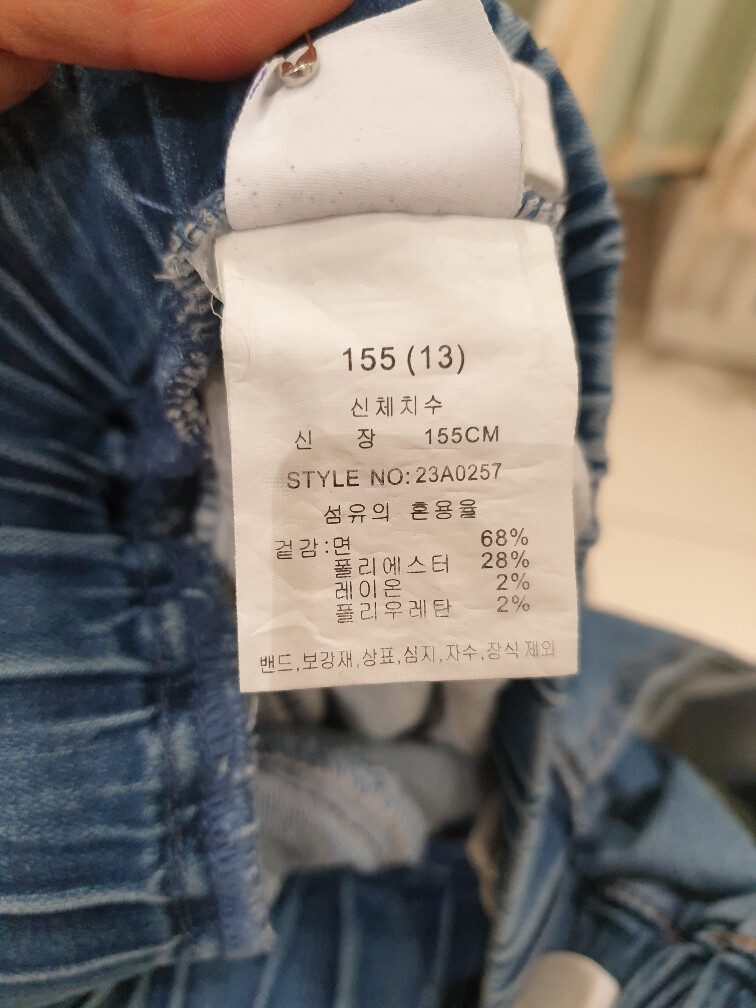 155 (13)
신체치수
신 장 155CM
STYLE NO: 23A0257
섬유의 혼용율
겉감:면 68%
폴리에스터 28%
레이온 2%
폴리우레탄 2%
밴드,보강재,상표,심지,자수,장식 제외